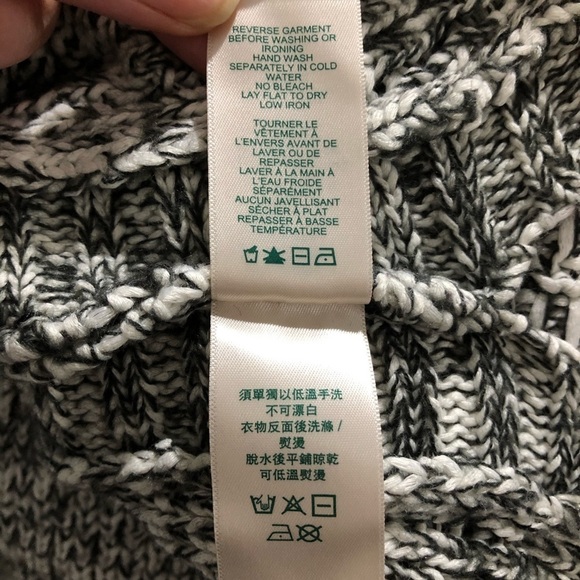 REVERSE GARMENT
BEFORE WASHING OR
IRONING
HAND WASH
SEPARATELY IN COLD
WATER
NO BLEACH
LAY FLAT TO DRY
LOW IRON
TOURNER LE
VÊTEMENT À
L'ENVERS AVANT DE
LAVER OU DE
REPASSER
LAVER À LA MAIN À
L'EAU FROIDE
SÉPARÉMENT
AUCUN JAVELLISANT
SÉCHER À PLAT
REPASSER À BASSE
TEMPÉRATURE
須單獨以低溫手洗
不可漂白
衣物反面後洗滌 /
熨燙
脫水後平鋪晾乾
可低溫熨燙